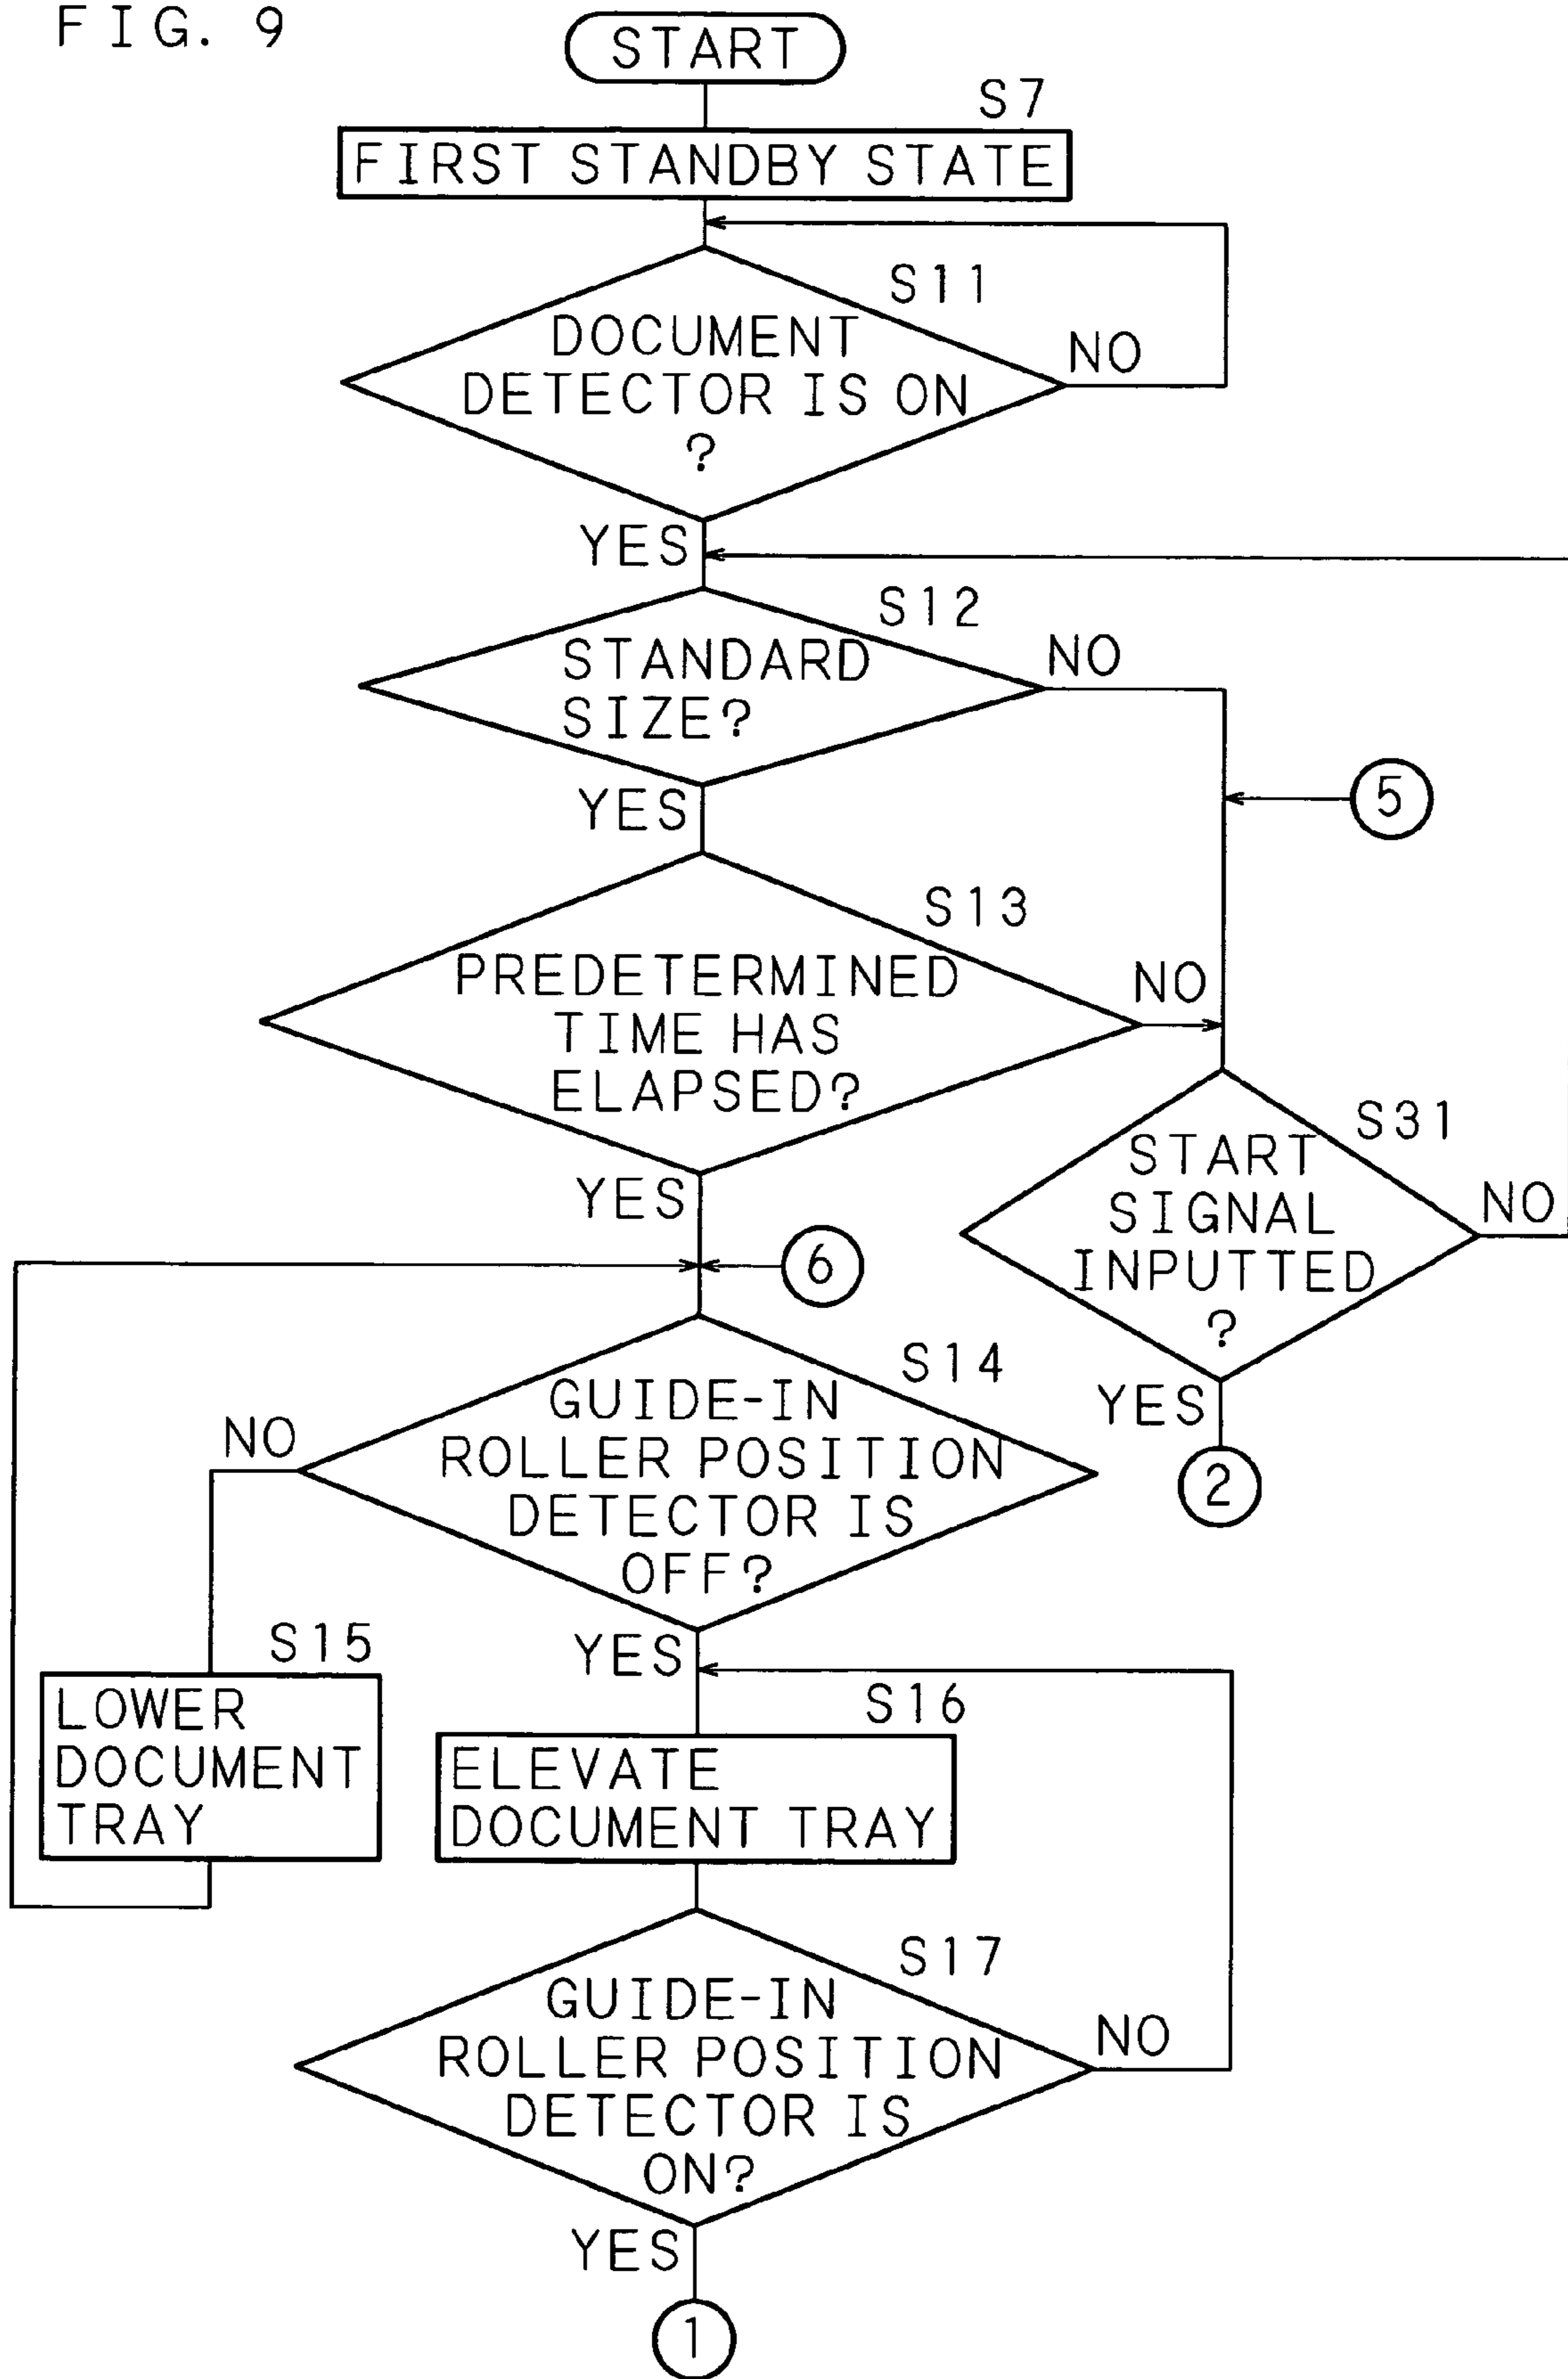 FIG. 9
START
S7
FIRST STANDBY STATE
S11
DOCUMENT
DETECTOR IS ON
?
NO
YES
S12
STANDARD
SIZE?
NO
YES
5
S13
PREDETERMINED
TIME HAS
ELAPSED?
NO
YES
S31
START
SIGNAL
INPUTTED
?
NO
YES
2
6
S14
GUIDE-IN
ROLLER POSITION
DETECTOR IS
OFF?
NO
YES
S15
LOWER
DOCUMENT
TRAY
S16
ELEVATE
DOCUMENT TRAY
S17
GUIDE-IN
ROLLER POSITION
DETECTOR IS
ON?
NO
YES
1